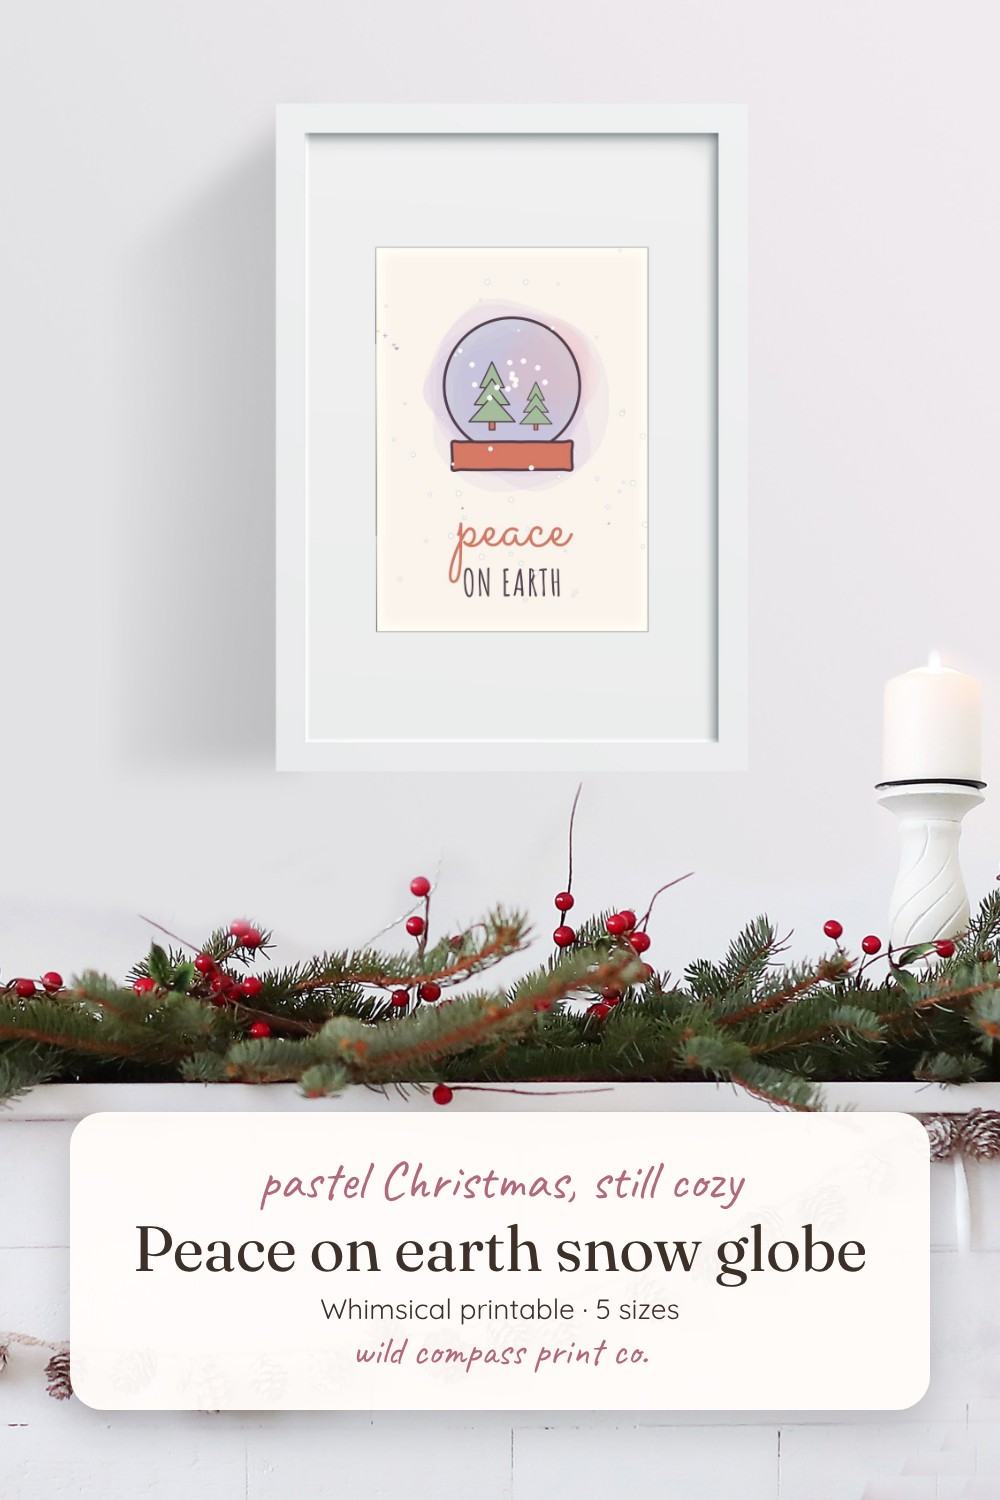 peace
ON EARTH
pastel Christmas, still cozy
Peace on earth snow globe
Whimsical printable · 5 sizes
wild compass print co.